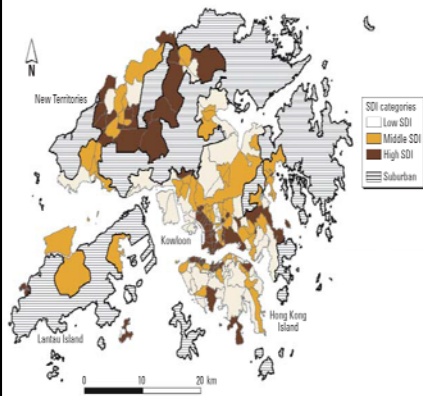 N
New Territories
SDI categories
Low SDI
Middle SDI
High SDI
Suburban
Kowloon
Hong Kong
Island
Lantau Island
0 10 20 km